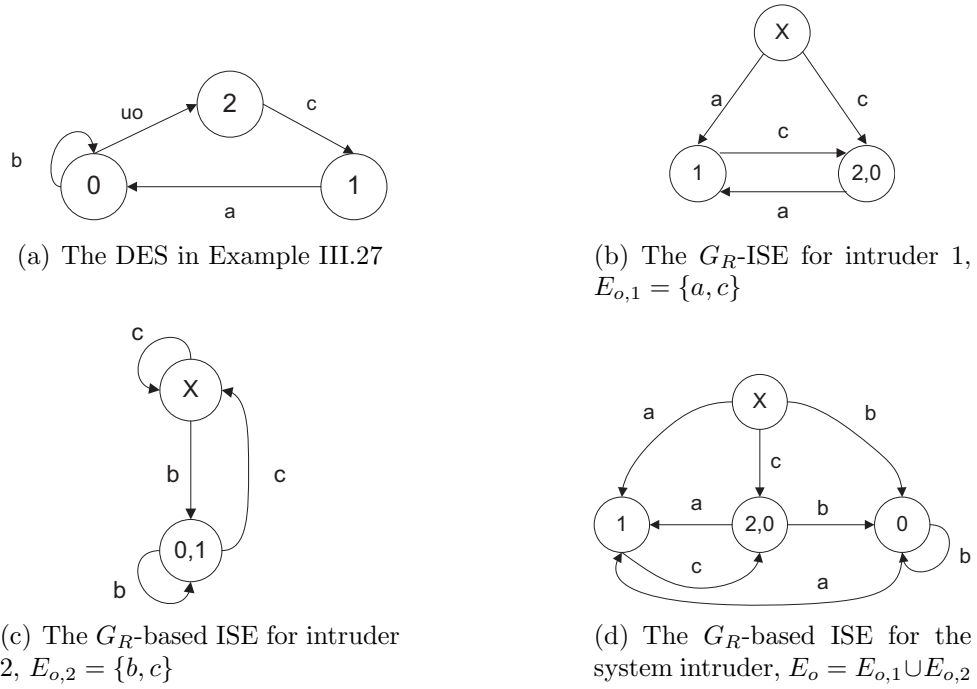 uo
2
c
b
0
1
a
(a) The DES in Example III.27
X
a
c
c
1
2,0
a
(b) The G_R-ISE for intruder 1,
E_{o,1} = {a, c}
c
X
b
c
0,1
b
(c) The G_R-based ISE for intruder
2, E_{o,2} = {b, c}
X
a
b
c
a
b
1
2,0
0
c
b
a
(d) The G_R-based ISE for the
system intruder, E_o = E_{o,1}∪E_{o,2}